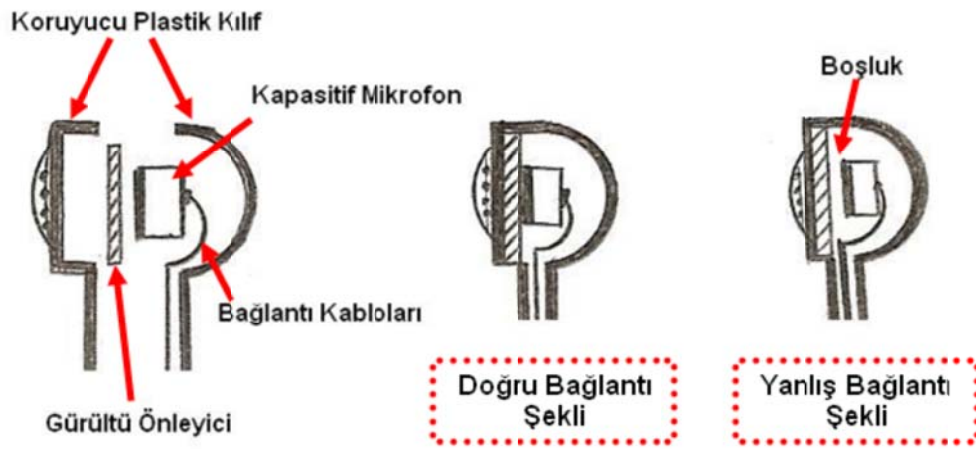 Koruyucu Plastik Kılıf
Kapasitif Mikrofon
Bağlantı Kabloları
Gürültü Önleyici
Doğru Bağlantı
Şekli
Boşluk
Yanlış Bağlantı
Şekli